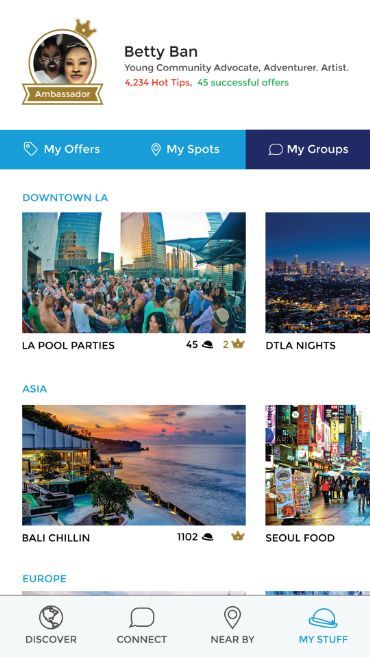 Betty Ban
Young Community Advocate, Adventurer. Artist.
4,234 Hot Tips, 45 successful offers
Ambassador
My Offers
My Spots
My Groups
DOWNTOWN LA
LA POOL PARTIES 45 2
DTLA NIGHTS
ASIA
BALI CHILLIN 1102
SEOUL FOOD
EUROPE
DISCOVER
CONNECT
NEAR BY
MY STUFF